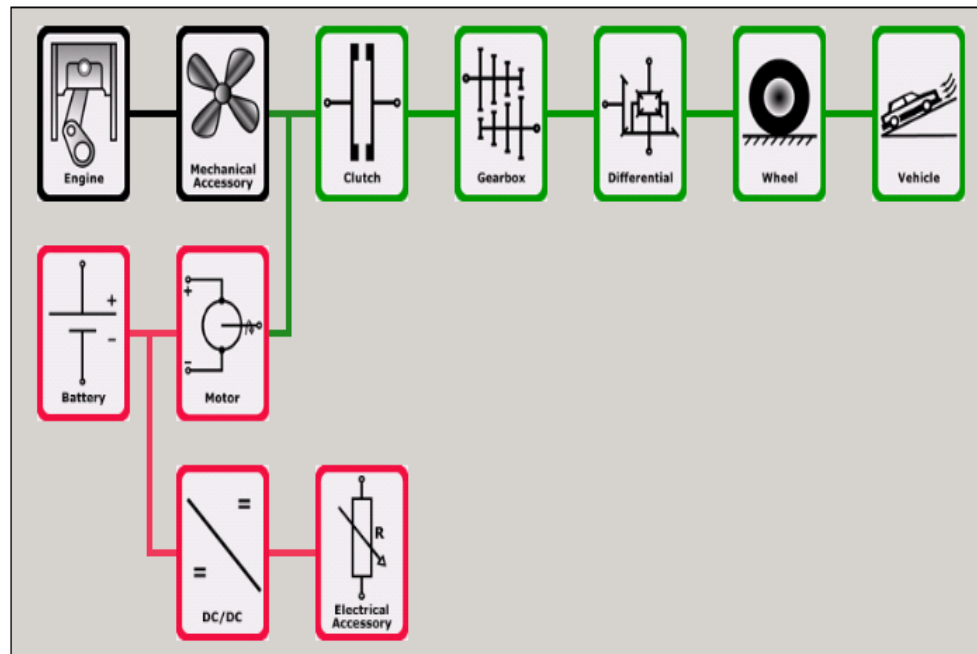 Engine
Mechanical
Accessory
Clutch
Gearbox
Differential
Wheel
Vehicle
+
−
Battery
+
−
Motor
=
=
DC/DC
R
Electrical
Accessory